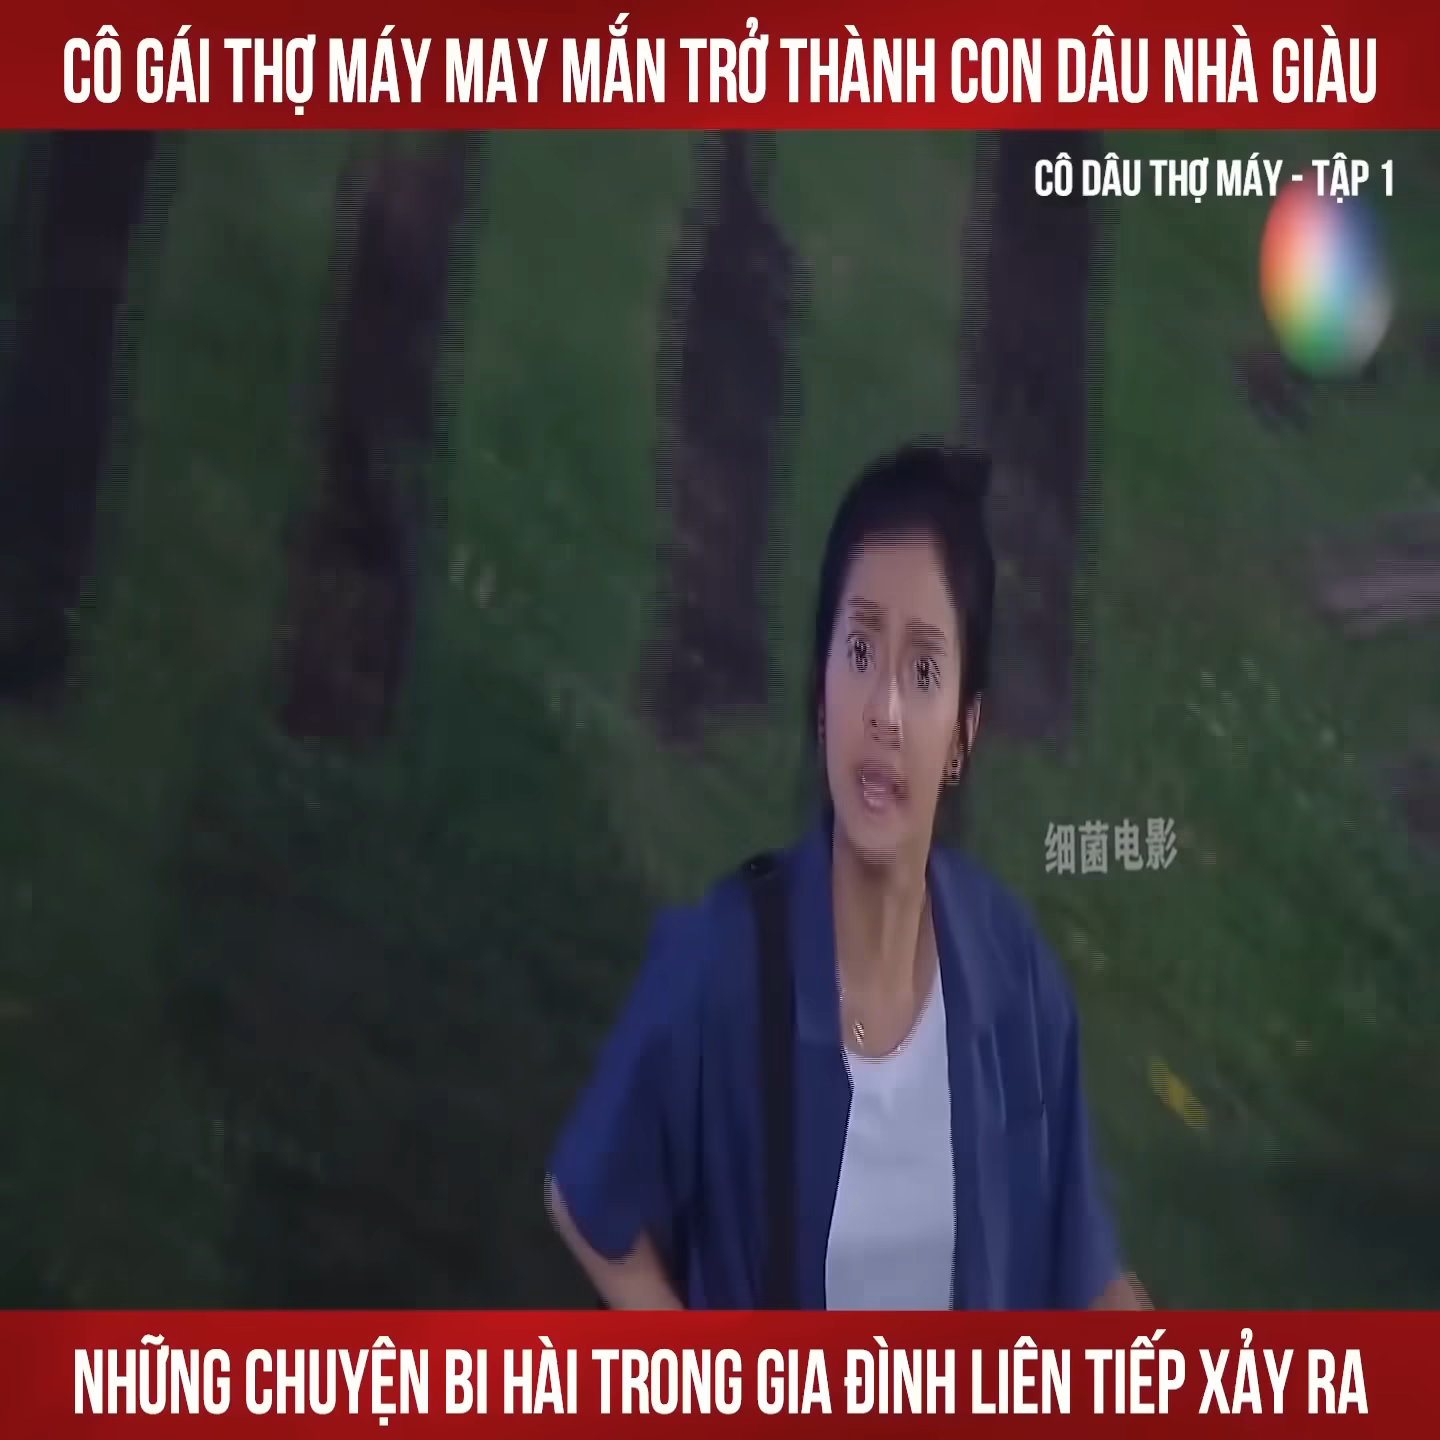 CÔ GÁI THỢ MÁY MAY MẮN TRỞ THÀNH CON DÂU NHÀ GIÀU
CÔ DÂU THỢ MÁY - TẬP 1
细菌电影
NHỮNG CHUYỆN BI HÀI TRONG GIA ĐÌNH LIÊN TIẾP XẢY RA